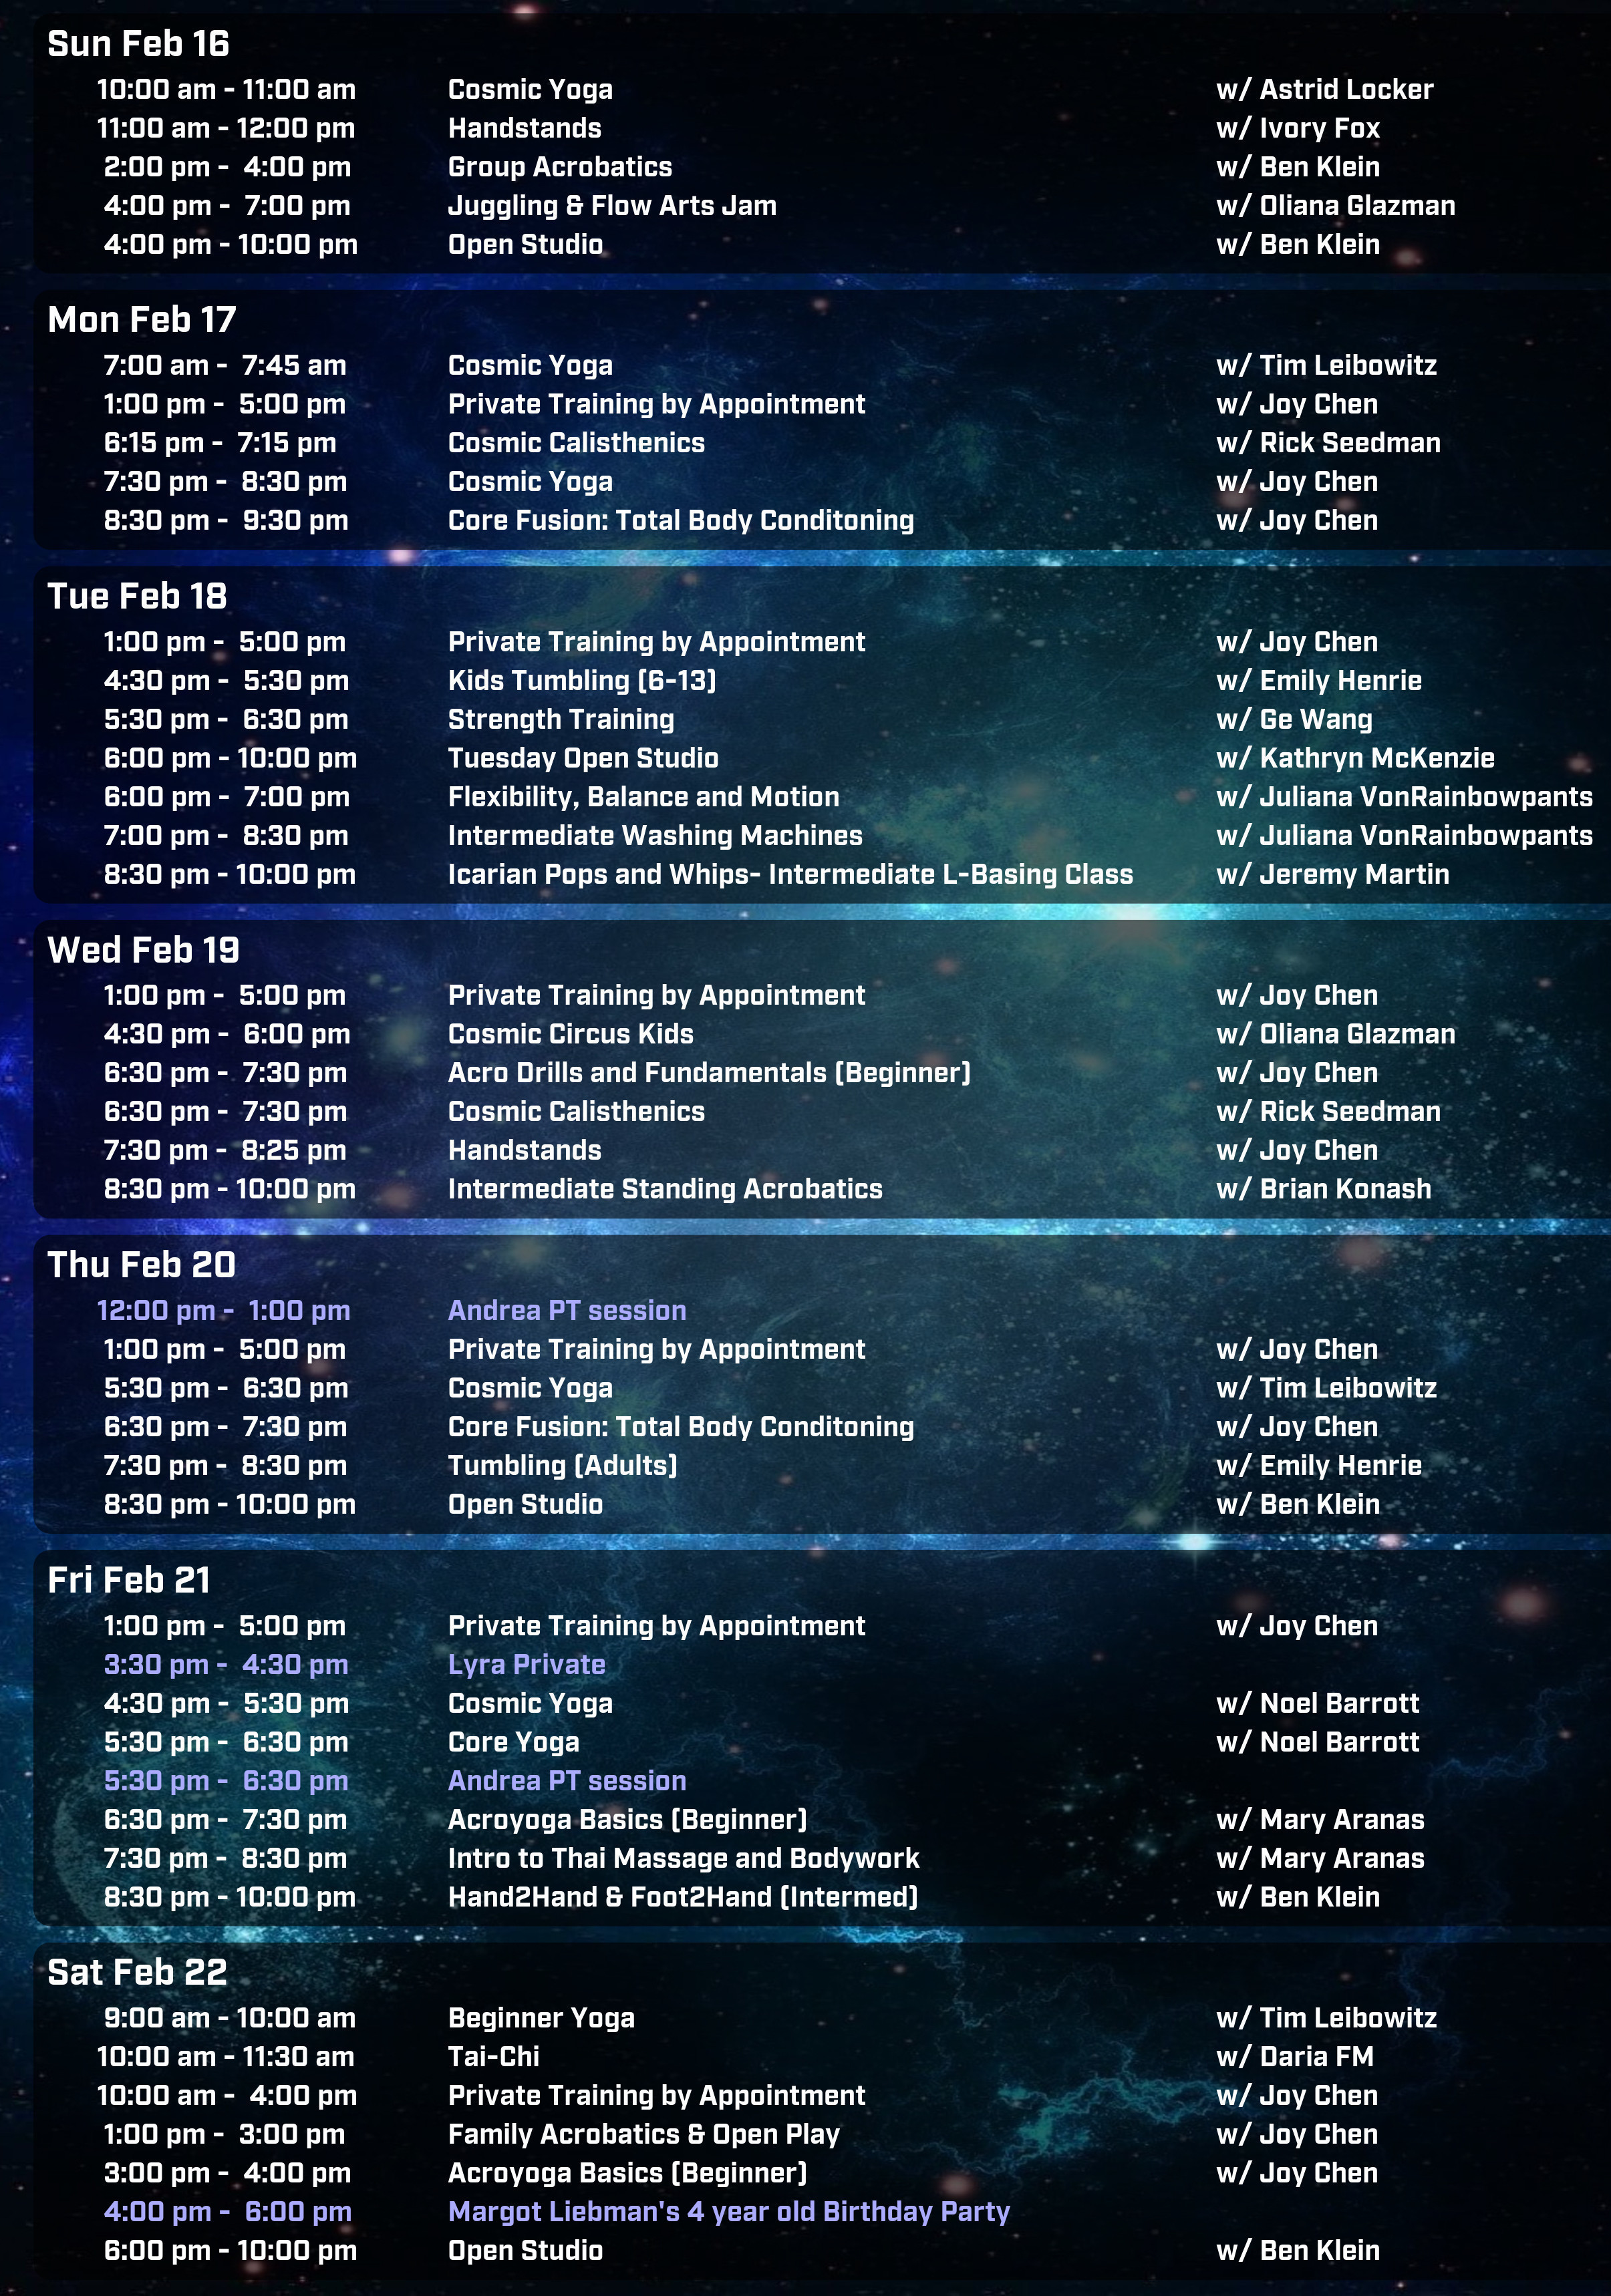 Sun Feb 16
10:00 am - 11:00 am Cosmic Yoga w/ Astrid Locker
11:00 am - 12:00 pm Handstands w/ Ivory Fox
2:00 pm - 4:00 pm Group Acrobatics w/ Ben Klein
4:00 pm - 7:00 pm Juggling & Flow Arts Jam w/ Oliana Glazman
4:00 pm - 10:00 pm Open Studio w/ Ben Klein
Mon Feb 17
7:00 am - 7:45 am Cosmic Yoga w/ Tim Leibowitz
1:00 pm - 5:00 pm Private Training by Appointment w/ Joy Chen
6:15 pm - 7:15 pm Cosmic Calisthenics w/ Rick Seedman
7:30 pm - 8:30 pm Cosmic Yoga w/ Joy Chen
8:30 pm - 9:30 pm Core Fusion: Total Body Conditoning w/ Joy Chen
Tue Feb 18
1:00 pm - 5:00 pm Private Training by Appointment w/ Joy Chen
4:30 pm - 5:30 pm Kids Tumbling (6-13) w/ Emily Henrie
5:30 pm - 6:30 pm Strength Training w/ Ge Wang
6:00 pm - 10:00 pm Tuesday Open Studio w/ Kathryn McKenzie
6:00 pm - 7:00 pm Flexibility, Balance and Motion w/ Juliana VonRainbowpants
7:00 pm - 8:30 pm Intermediate Washing Machines w/ Juliana VonRainbowpants
8:30 pm - 10:00 pm Icarian Pops and Whips- Intermediate L-Basing Class w/ Jeremy Martin
Wed Feb 19
1:00 pm - 5:00 pm Private Training by Appointment w/ Joy Chen
4:30 pm - 6:00 pm Cosmic Circus Kids w/ Oliana Glazman
6:30 pm - 7:30 pm Acro Drills and Fundamentals (Beginner) w/ Joy Chen
6:30 pm - 7:30 pm Cosmic Calisthenics w/ Rick Seedman
7:30 pm - 8:25 pm Handstands w/ Joy Chen
8:30 pm - 10:00 pm Intermediate Standing Acrobatics w/ Brian Konash
Thu Feb 20
12:00 pm - 1:00 pm Andrea PT session
1:00 pm - 5:00 pm Private Training by Appointment w/ Joy Chen
5:30 pm - 6:30 pm Cosmic Yoga w/ Tim Leibowitz
6:30 pm - 7:30 pm Core Fusion: Total Body Conditoning w/ Joy Chen
7:30 pm - 8:30 pm Tumbling (Adults) w/ Emily Henrie
8:30 pm - 10:00 pm Open Studio w/ Ben Klein
Fri Feb 21
1:00 pm - 5:00 pm Private Training by Appointment w/ Joy Chen
3:30 pm - 4:30 pm Lyra Private
4:30 pm - 5:30 pm Cosmic Yoga w/ Noel Barrott
5:30 pm - 6:30 pm Core Yoga w/ Noel Barrott
5:30 pm - 6:30 pm Andrea PT session
6:30 pm - 7:30 pm Acroyoga Basics (Beginner) w/ Mary Aranas
7:30 pm - 8:30 pm Intro to Thai Massage and Bodywork w/ Mary Aranas
8:30 pm - 10:00 pm Hand2Hand & Foot2Hand (Intermed) w/ Ben Klein
Sat Feb 22
9:00 am - 10:00 am Beginner Yoga w/ Tim Leibowitz
10:00 am - 11:30 am Tai-Chi w/ Daria FM
10:00 am - 4:00 pm Private Training by Appointment w/ Joy Chen
1:00 pm - 3:00 pm Family Acrobatics & Open Play w/ Joy Chen
3:00 pm - 4:00 pm Acroyoga Basics (Beginner) w/ Joy Chen
4:00 pm - 6:00 pm Margot Liebman's 4 year old Birthday Party
6:00 pm - 10:00 pm Open Studio w/ Ben Klein